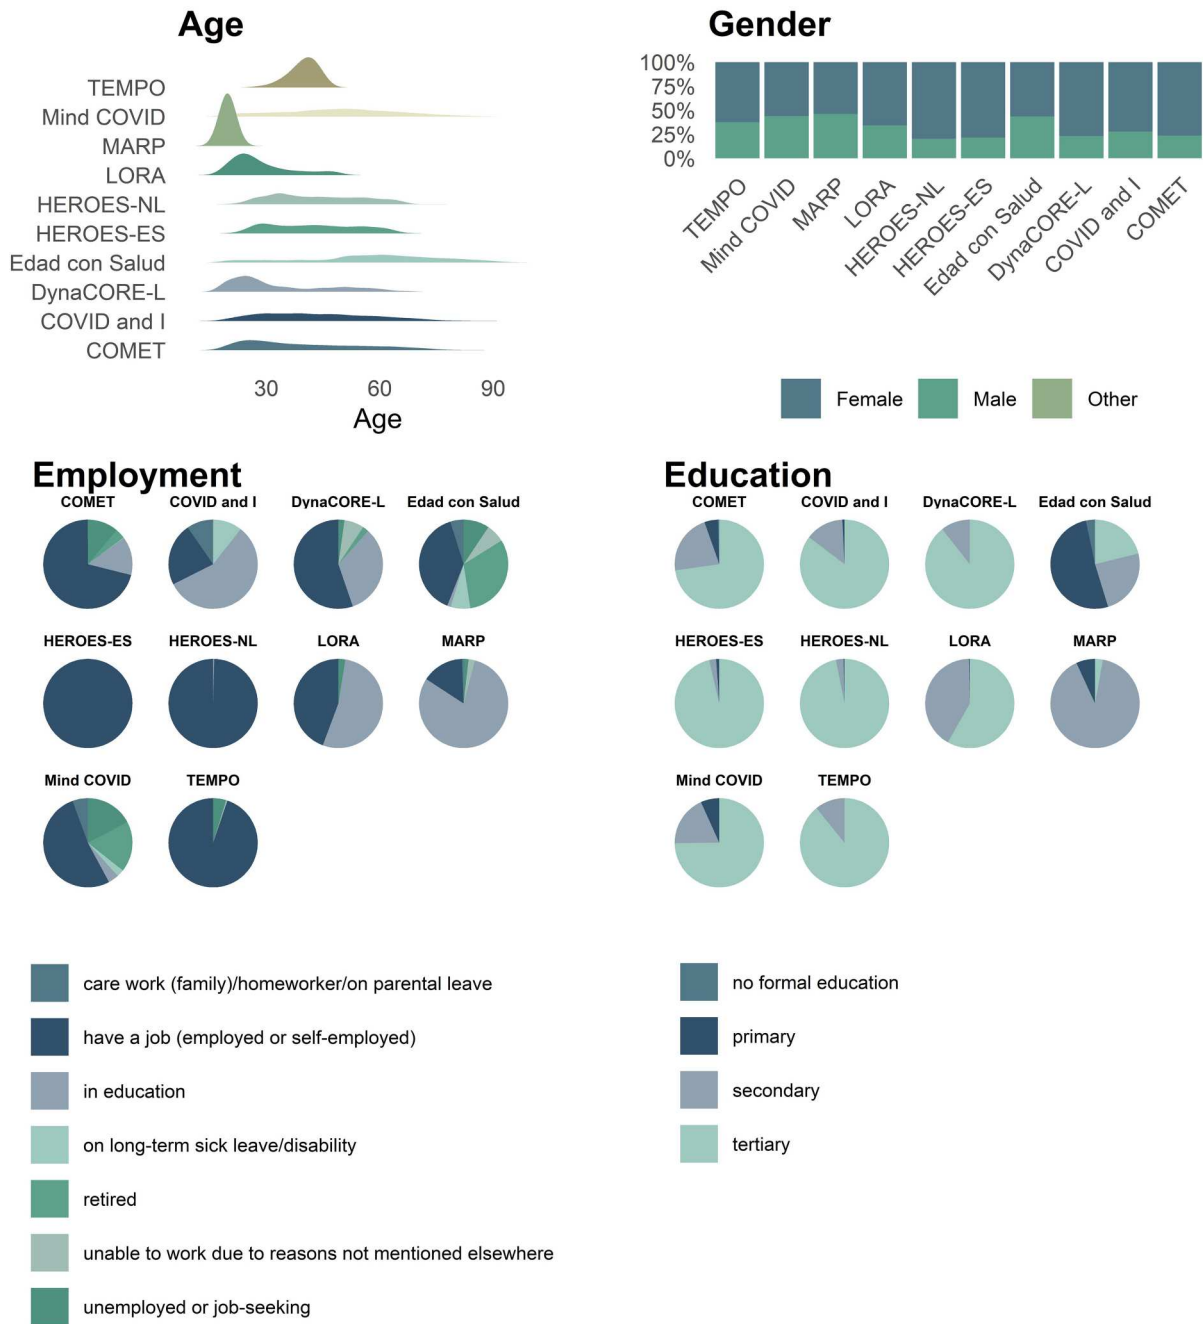 Age
TEMPO
Mind COVID
MARP
LORA
HEROES-NL
HEROES-ES
Edad con Salud
DynaCORE-L
COVID and I
COMET
30 60 90
Age
Gender
100%
75%
50%
25%
0%
TEMPO
Mind COVID
MARP
LORA
HEROES-NL
HEROES-ES
Edad con Salud
DynaCORE-L
COVID and I
COMET
Female Male Other
Employment
COMET COVID and I DynaCORE-L Edad con Salud
HEROES-ES HEROES-NL LORA MARP
Mind COVID TEMPO
care work (family)/homeworker/on parental leave
have a job (employed or self-employed)
in education
on long-term sick leave/disability
retired
unable to work due to reasons not mentioned elsewhere
unemployed or job-seeking
Education
COMET COVID and I DynaCORE-L Edad con Salud
HEROES-ES HEROES-NL LORA MARP
Mind COVID TEMPO
no formal education
primary
secondary
tertiary